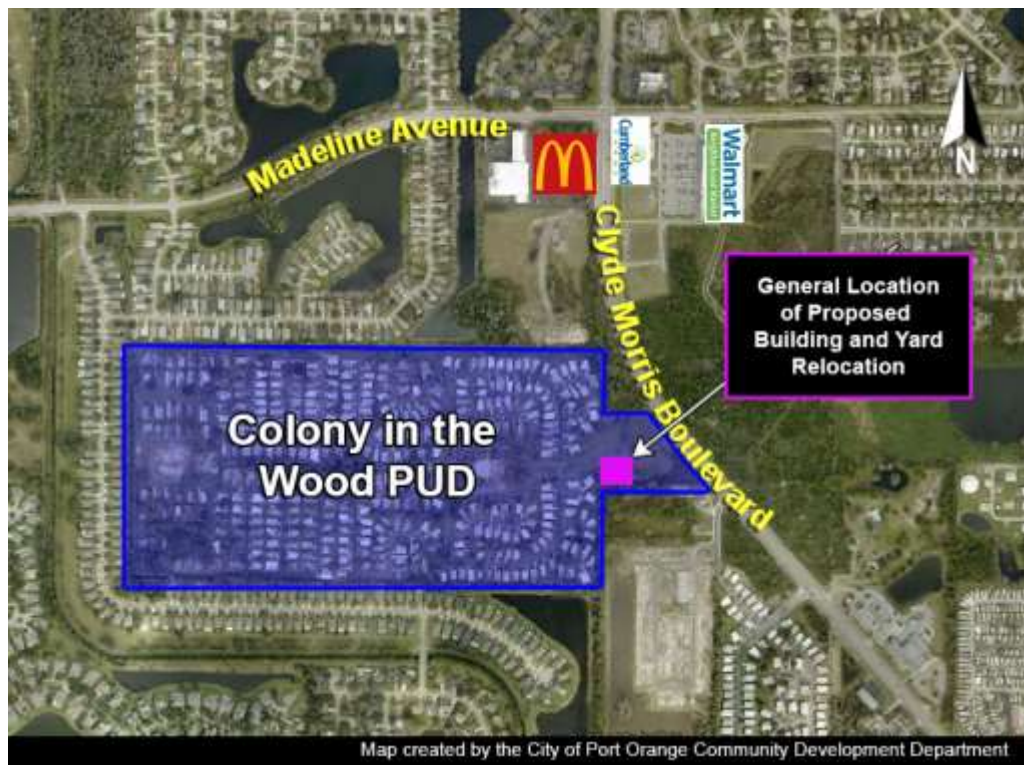 Madeline Avenue
Cumberland
Walmart
Clyde Morris Boulevard
General Location
of Proposed
Building and Yard
Relocation
Colony in the
Wood PUD
N
Map created by the City of Port Orange Community Development Department